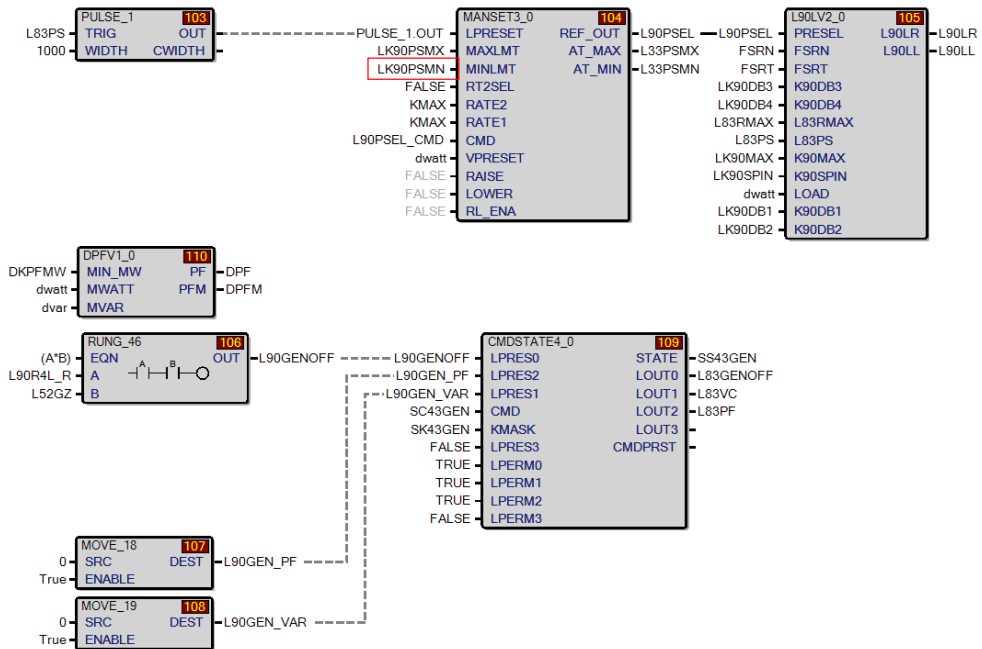 PULSE_1 103 MANSET3_0 104 L90LV2_0 105
L83PS TRIG OUT PULSE_1.OUT LPRESET REF_OUT L90PSEL L90PSEL PRESEL L90LR L90LR
1000 WIDTH CWIDTH LK90PSMX MAXLMT AT_MAX L33PSMX FSRN FSRN L90LL L90LL
LK90PSMN MINLMT AT_MIN L33PSMN FSRT FSRT
FALSE RT2SEL LK90DB3 K90DB3
KMAX RATE2 LK90DB4 K90DB4
KMAX RATE1 L83RMAX L83RMAX
L90PSEL_CMD CMD L83PS L83PS
dwatt VPRESET LK90MAX K90MAX
FALSE RAISE LK90SPIN K90SPIN
FALSE LOWER dwatt LOAD
FALSE RL_ENA LK90DB1 K90DB1
LK90DB2 K90DB2
DPFV1_0 110
DKPFMW MIN_MW PF DPF
dwatt MWATT PFM DPFM
dvar MVAR
RUNG_46 106 CMDSTATE4_0 109
(A*B) EQN OUT L90GENOFF L90GENOFF LPRES0 STATE SS43GEN
L90R4L_R A A B L90GEN_PF LPRES2 LOUT0 L83GENOFF
L52GZ B L90GEN_VAR LPRES1 LOUT1 L83VC
SC43GEN CMD LOUT2 L83PF
SK43GEN KMASK LOUT3
FALSE LPRES3 CMDPRST
TRUE LPERM0
TRUE LPERM1
TRUE LPERM2
FALSE LPERM3
MOVE_18 107
0 SRC DEST L90GEN_PF
True ENABLE
MOVE_19 108
0 SRC DEST L90GEN_VAR
True ENABLE